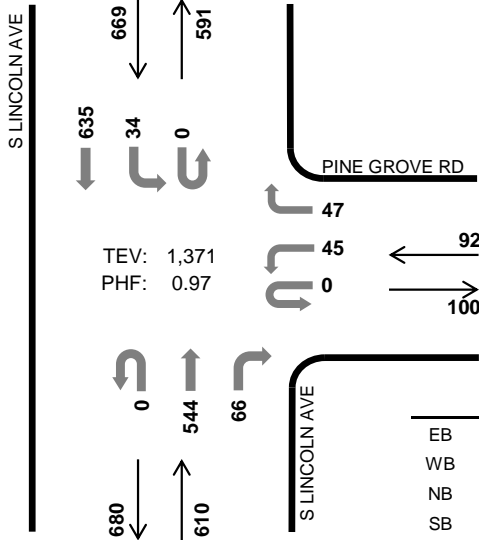 S LINCOLN AVE
669
591
635
34
0
PINE GROVE RD
47
45
0
92
100
TEV: 1,371
PHF: 0.97
0
544
66
S LINCOLN AVE
680
610
EB
WB
NB
SB